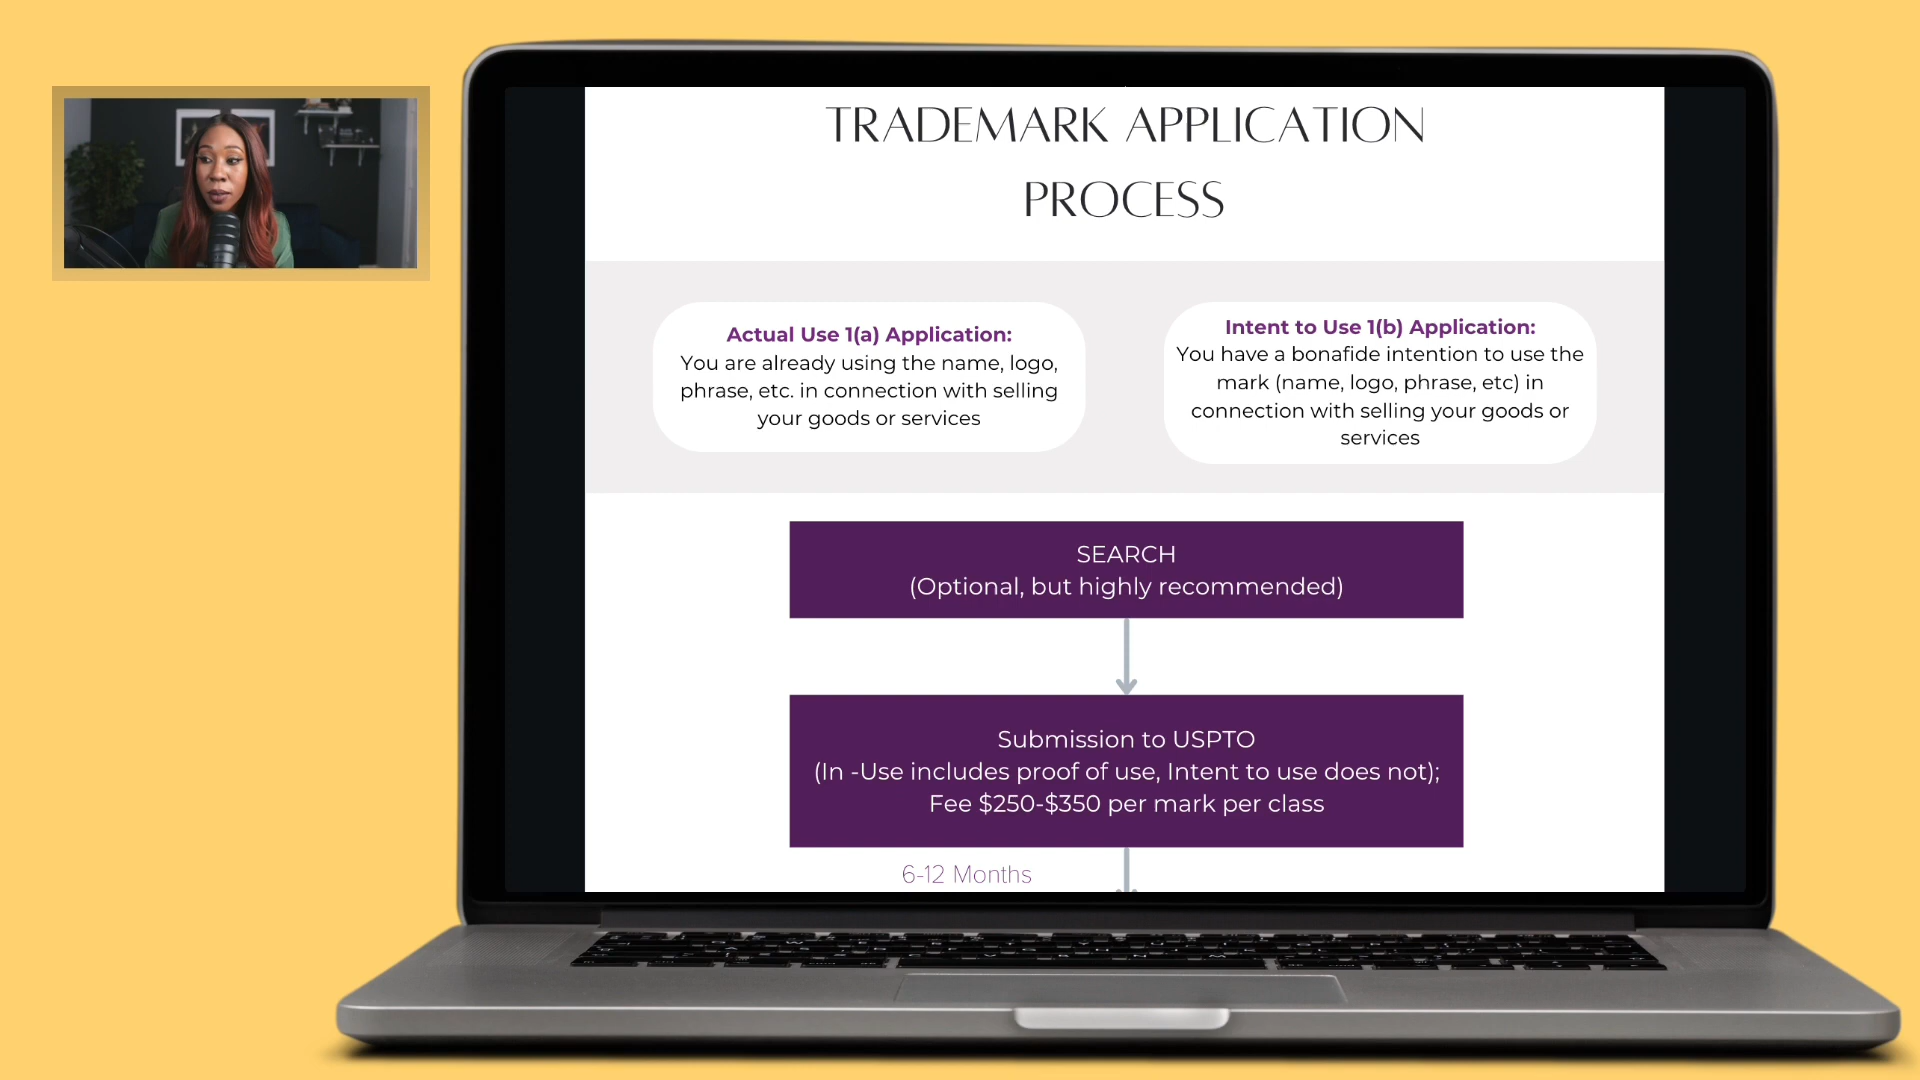 TRADEMARK APPLICATION
PROCESS
Actual Use 1(a) Application:
You are already using the name, logo,
phrase, etc. in connection with selling
your goods or services
Intent to Use 1(b) Application:
You have a bonafide intention to use the
mark (name, logo, phrase, etc) in
connection with selling your goods or
services
SEARCH
(Optional, but highly recommended)
Submission to USPTO
(In -Use includes proof of use, Intent to use does not);
Fee $250-$350 per mark per class
6-12 Months